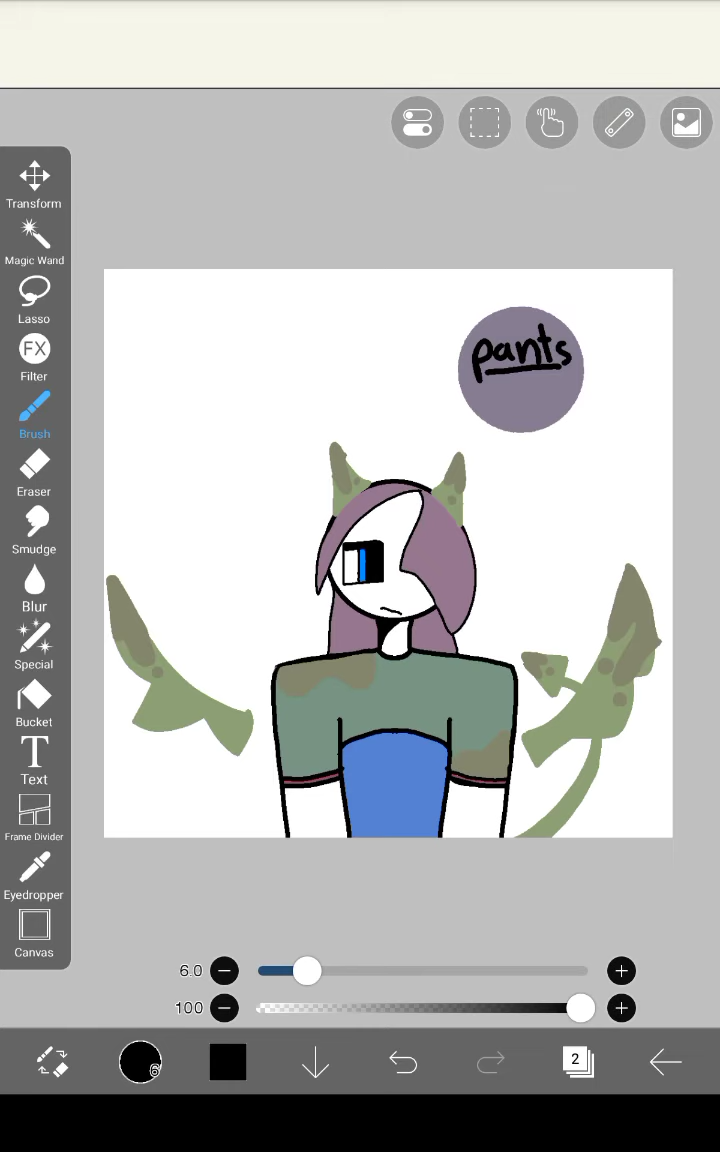 Transform
Magic Wand
Lasso
FX
Filter
Brush
Eraser
Smudge
Blur
Special
Bucket
T
Text
Frame Divider
Eyedropper
Canvas
pants
6.0
100
6
2